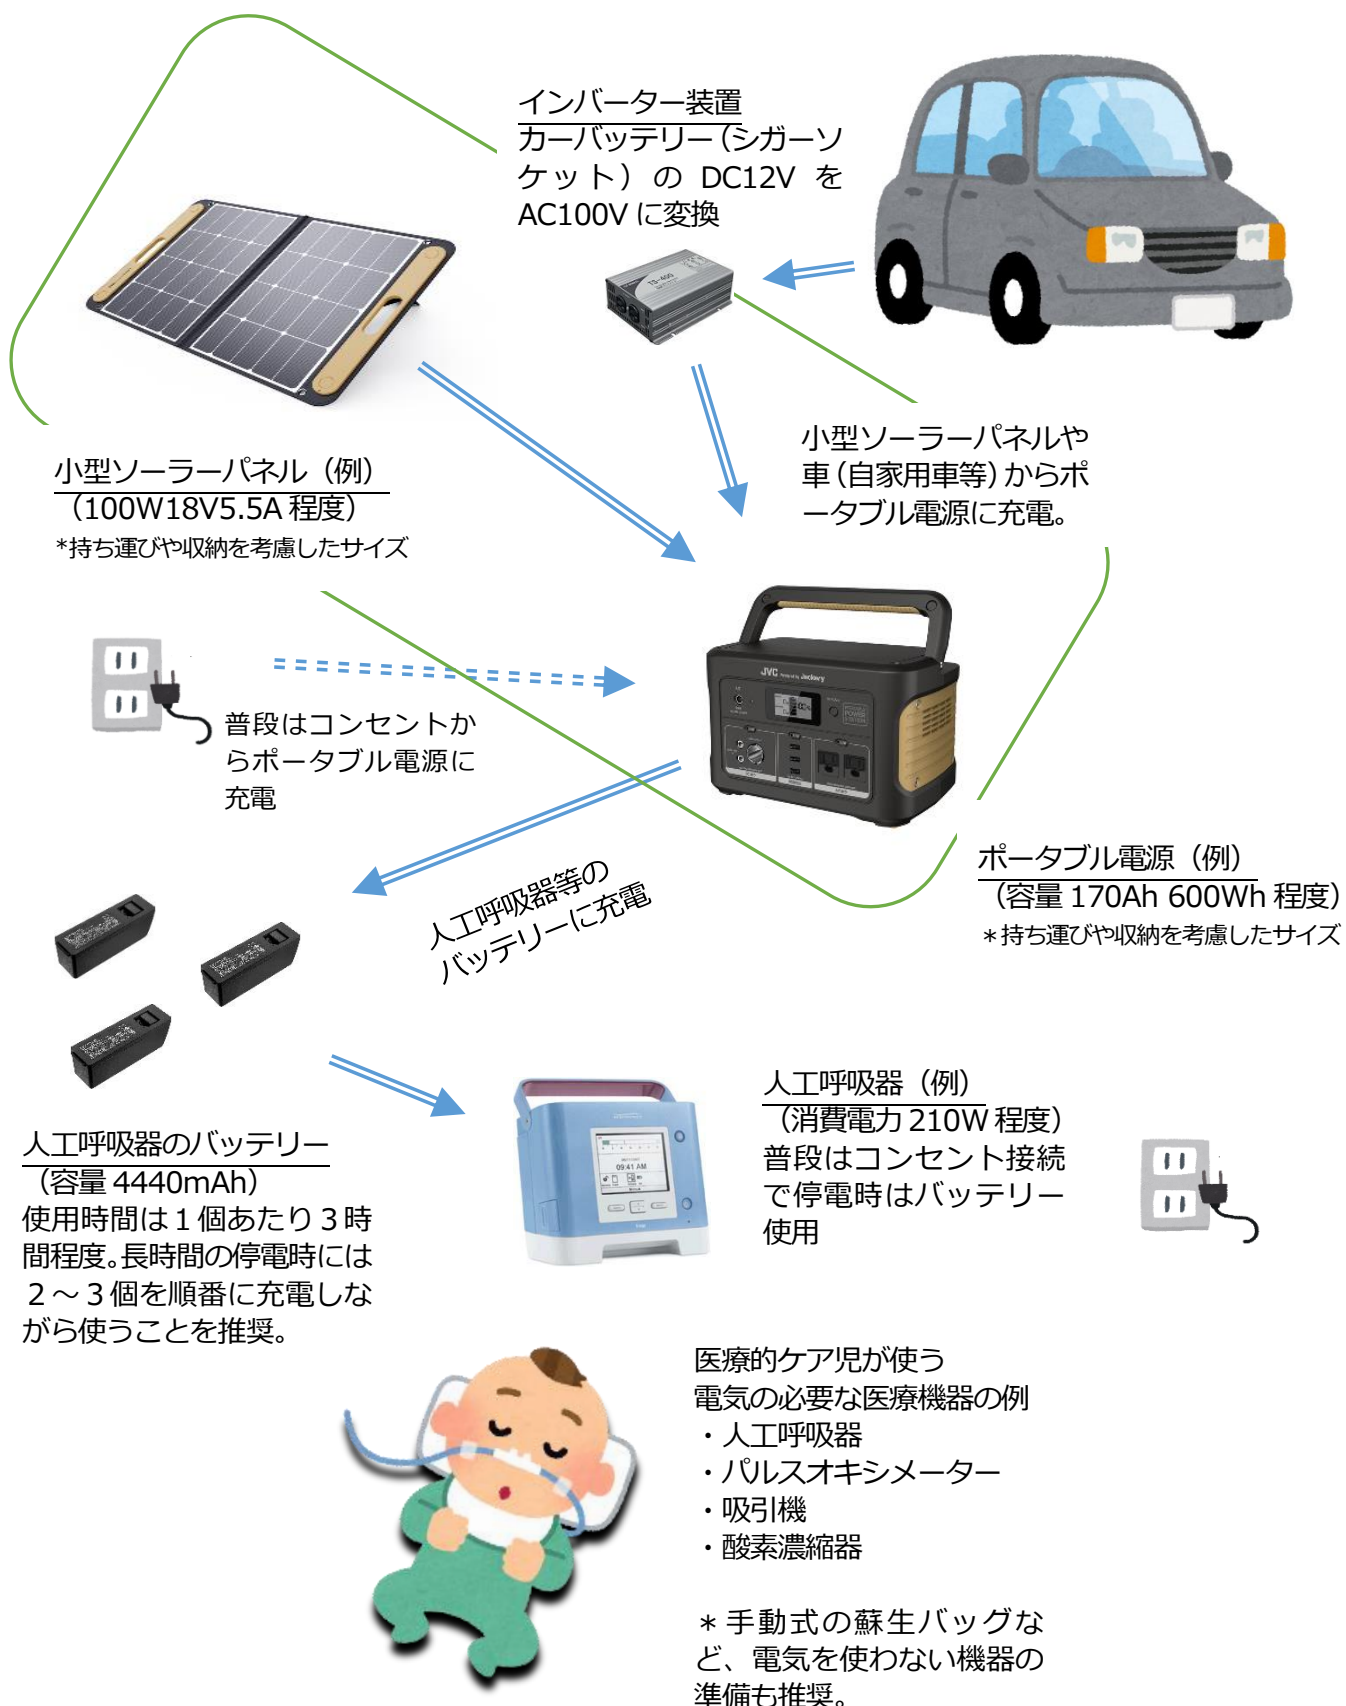 インバーター装置
カーバッテリー(シガーソ
ケット)の DC12V を
AC100V に変換
TS-400
小型ソーラーパネルや
車(自家用車等)からポ
ータブル電源に充電。
小型ソーラーパネル(例)
(100W18V5.5A 程度)
*持ち運びや収納を考慮したサイズ
普段はコンセントか
らポータブル電源に
充電
JVC Powered by Jackery
ポータブル電源(例)
(容量 170Ah 600Wh 程度)
*持ち運びや収納を考慮したサイズ
人工呼吸器等の
バッテリーに充電
人工呼吸器のバッテリー
(容量 4440mAh)
使用時間は1個あたり3時
間程度。長時間の停電時には
2~3個を順番に充電しな
がら使うことを推奨。
09:41 AM
人工呼吸器(例)
(消費電力 210W 程度)
普段はコンセント接続
で停電時はバッテリー
使用
医療的ケア児が使う
電気の必要な医療機器の例
・人工呼吸器
・パルスオキシメーター
・吸引機
・酸素濃縮器
*手動式の蘇生バッグな
ど、電気を使わない機器の
準備も推奨。